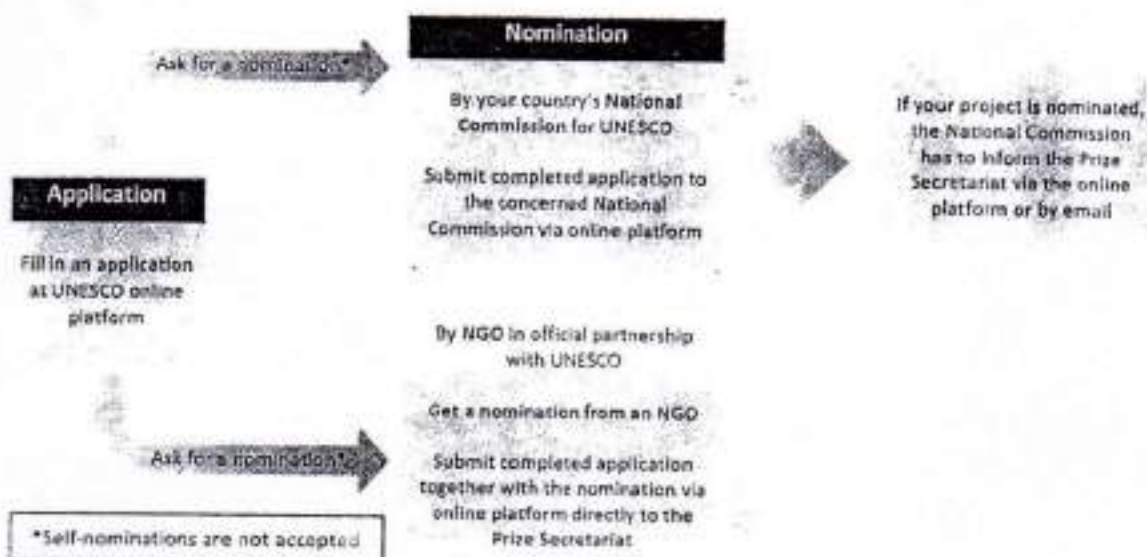 Application
Fill in an application
at UNESCO online
platform
Ask for a nomination*
Nomination
By your country's National
Commission for UNESCO
Submit completed application to
the concerned National
Commission via online platform
If your project is nominated,
the National Commission
has to inform the Prize
Secretariat via the online
platform or by email
Ask for a nomination*
By NGO in official partnership
with UNESCO
Get a nomination from an NGO
Submit completed application
together with the nomination via
online platform directly to the
Prize Secretariat
*Self-nominations are not accepted